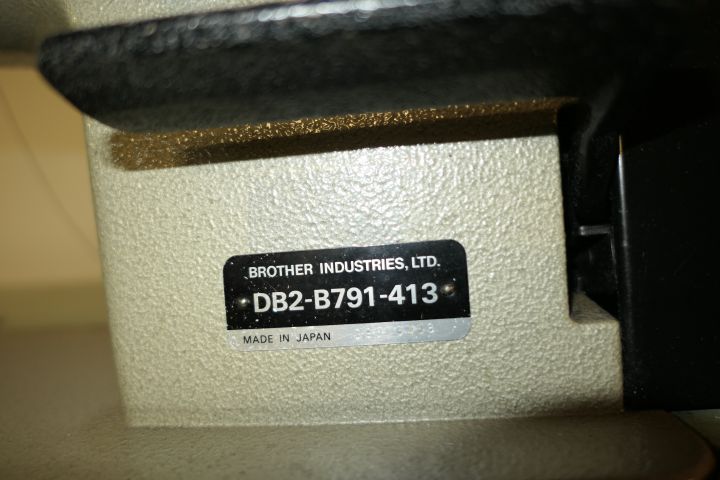 BROTHER INDUSTRIES, LTD.
DB2-B791-413
MADE IN JAPAN